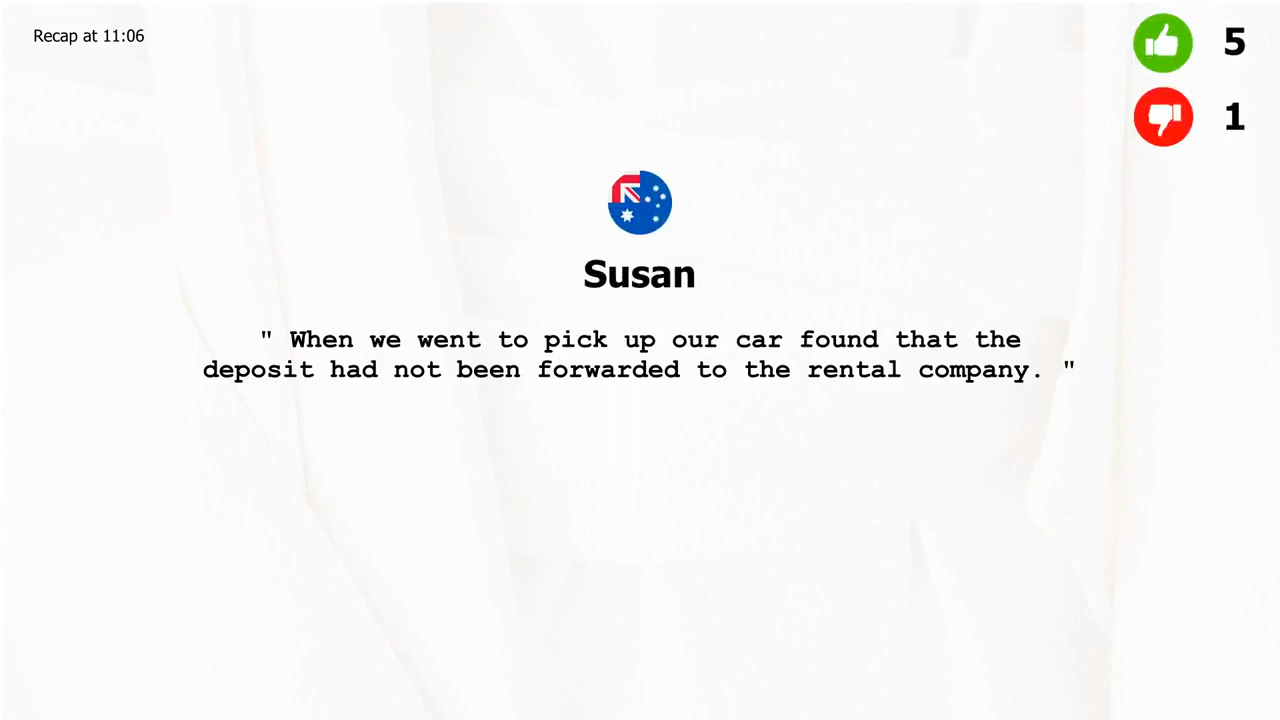 Recap at 11:06
5
1
Susan
" When we went to pick up our car found that the
deposit had not been forwarded to the rental company. "